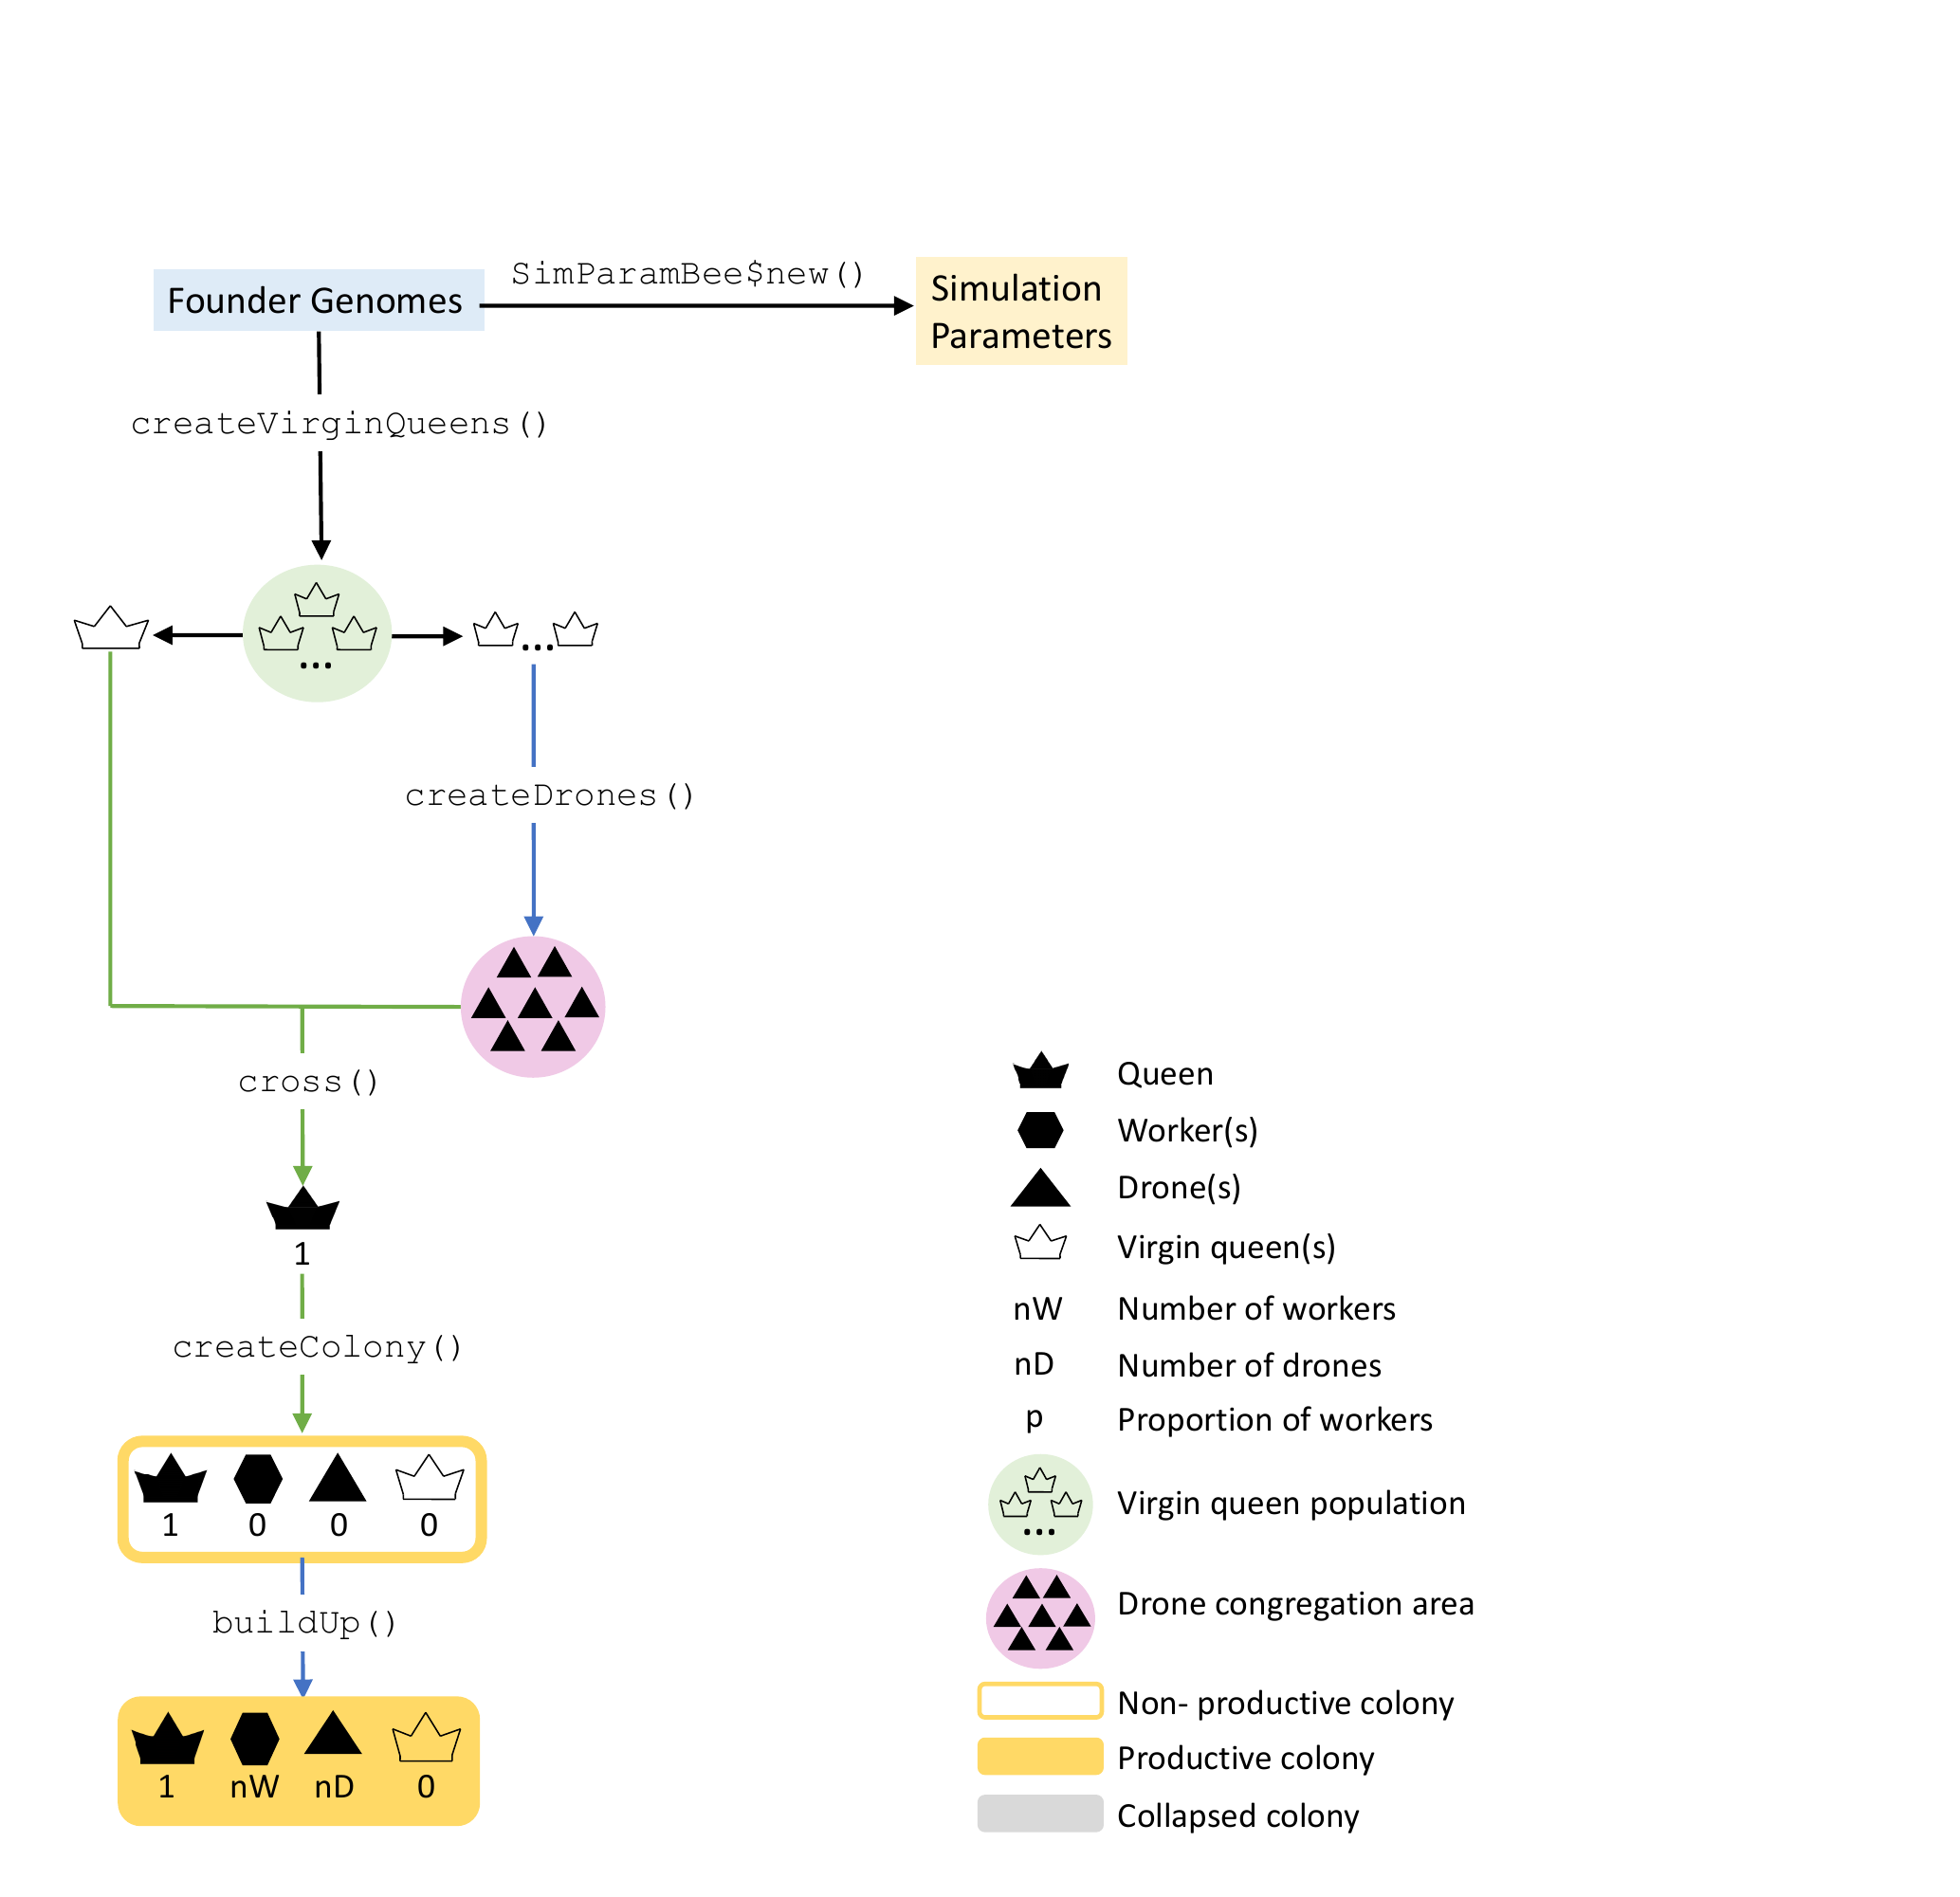 SimParamBee$new()
Founder Genomes
Simulation
Parameters
createVirginQueens()
...
...
createDrones()
cross()
1
createColony()
1 0 0 0
buildUp()
1 nW nD 0
Queen
Worker(s)
Drone(s)
Virgin queen(s)
nW Number of workers
nD Number of drones
p Proportion of workers
Virgin queen population
...
Drone congregation area
Non- productive colony
Productive colony
Collapsed colony